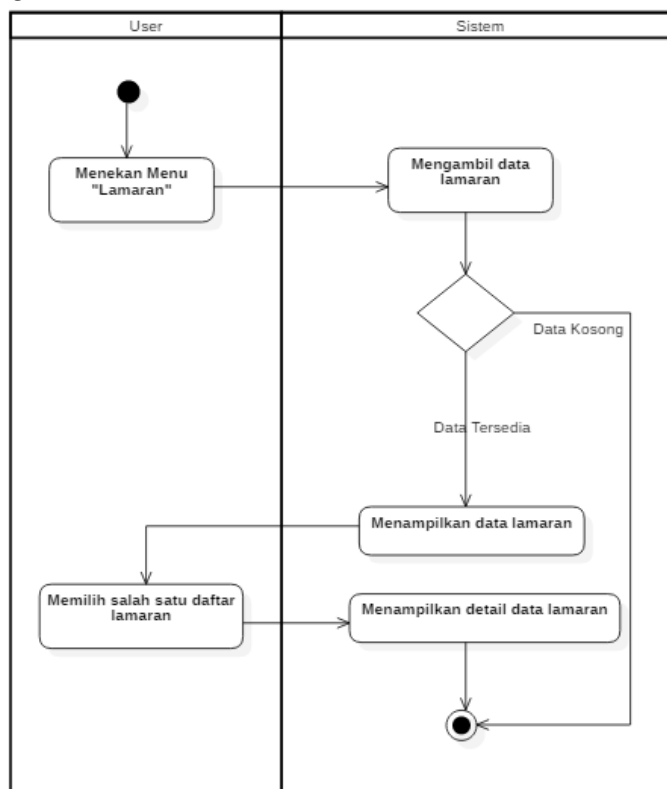 User
Sistem
Menekan Menu
"Lamaran"
Mengambil data
lamaran
Data Kosong
Data Tersedia
Menampilkan data lamaran
Memilih salah satu daftar
lamaran
Menampilkan detail data lamaran